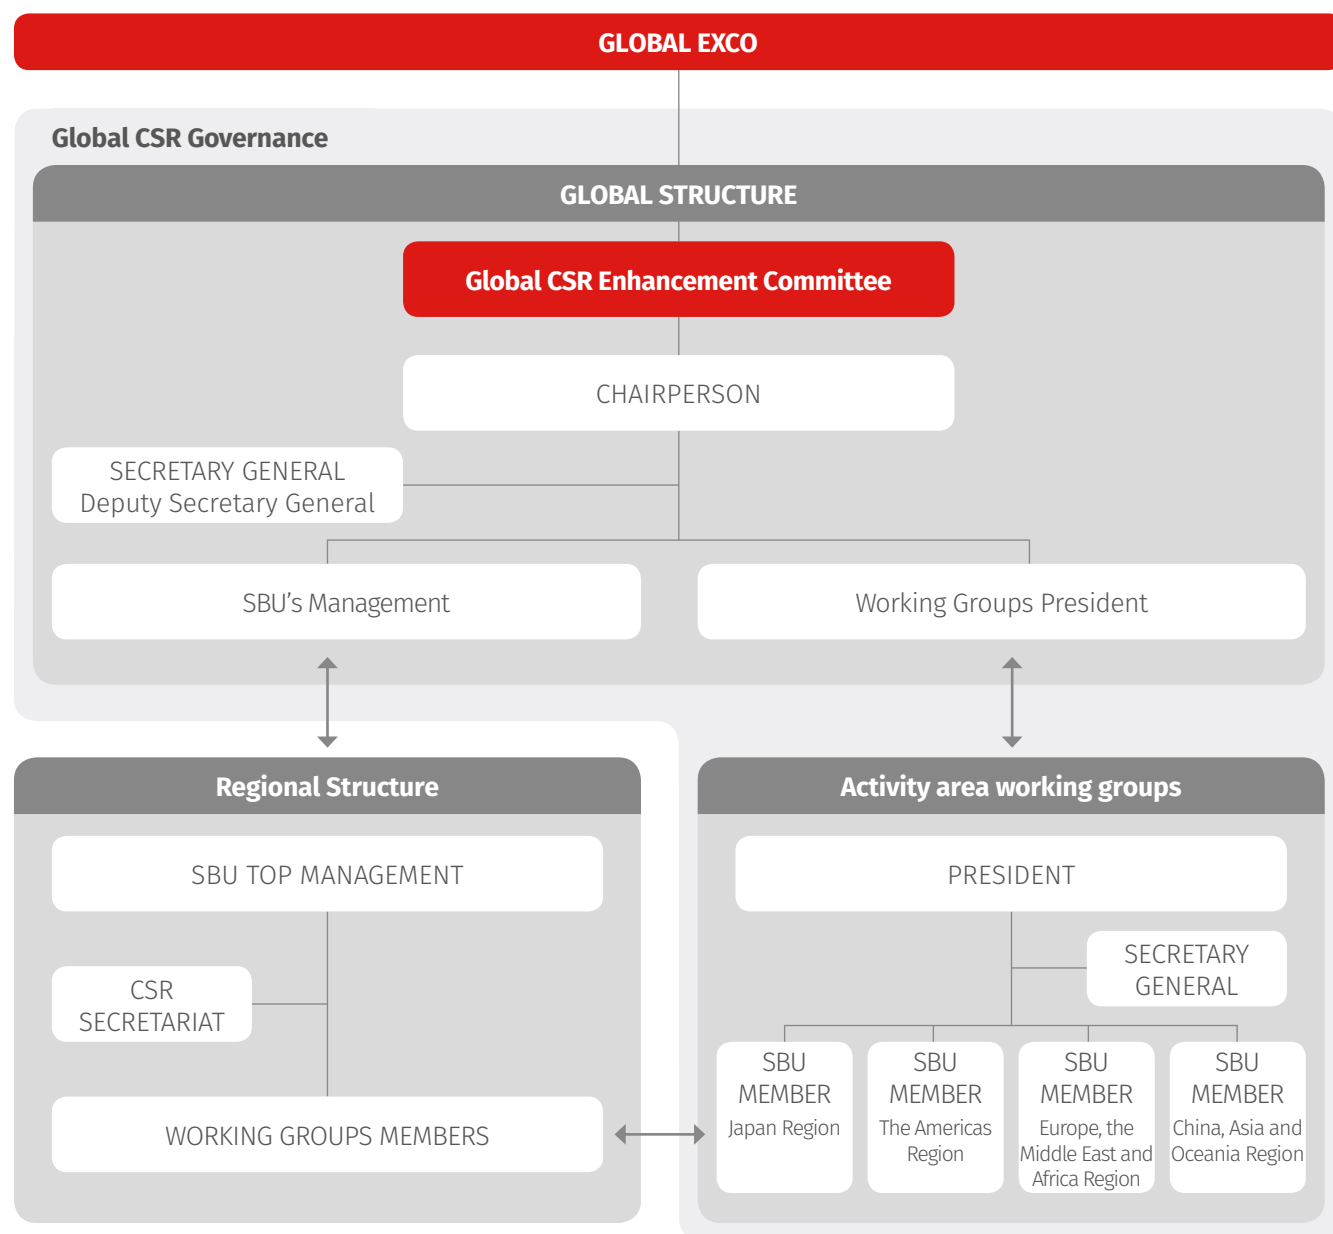 GLOBAL EXCO
Global CSR Governance
GLOBAL STRUCTURE
Global CSR Enhancement Committee
CHAIRPERSON
SECRETARY GENERAL
Deputy Secretary General
SBU’s Management
Working Groups President
Regional Structure
SBU TOP MANAGEMENT
CSR
SECRETARIAT
WORKING GROUPS MEMBERS
Activity area working groups
PRESIDENT
SECRETARY
GENERAL
SBU
MEMBER
Japan Region
SBU
MEMBER
The Americas
Region
SBU
MEMBER
Europe, the
Middle East and
Africa Region
SBU
MEMBER
China, Asia and
Oceania Region